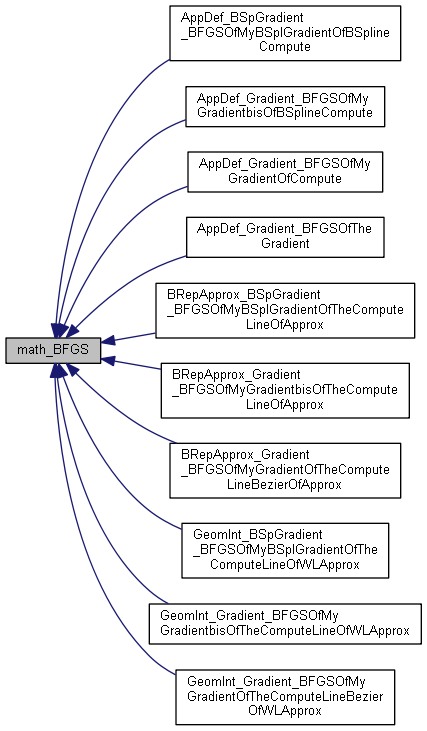 AppDef_BSpGradient
_BFGSOfMyBSplGradientOfBSpline
Compute
AppDef_Gradient_BFGSOfMy
GradientbisOfBSplineCompute
AppDef_Gradient_BFGSOfMy
GradientOfCompute
AppDef_Gradient_BFGSOfThe
Gradient
BRepApprox_BSpGradient
_BFGSOfMyBSplGradientOfTheCompute
LineOfApprox
math_BFGS
BRepApprox_Gradient
_BFGSOfMyGradientbisOfTheCompute
LineOfApprox
BRepApprox_Gradient
_BFGSOfMyGradientOfTheCompute
LineBezierOfApprox
GeomInt_BSpGradient
_BFGSOfMyBSplGradientOfThe
ComputeLineOfWLApprox
GeomInt_Gradient_BFGSOfMy
GradientbisOfTheComputeLineOfWLApprox
GeomInt_Gradient_BFGSOfMy
GradientOfTheComputeLineBezier
OfWLApprox